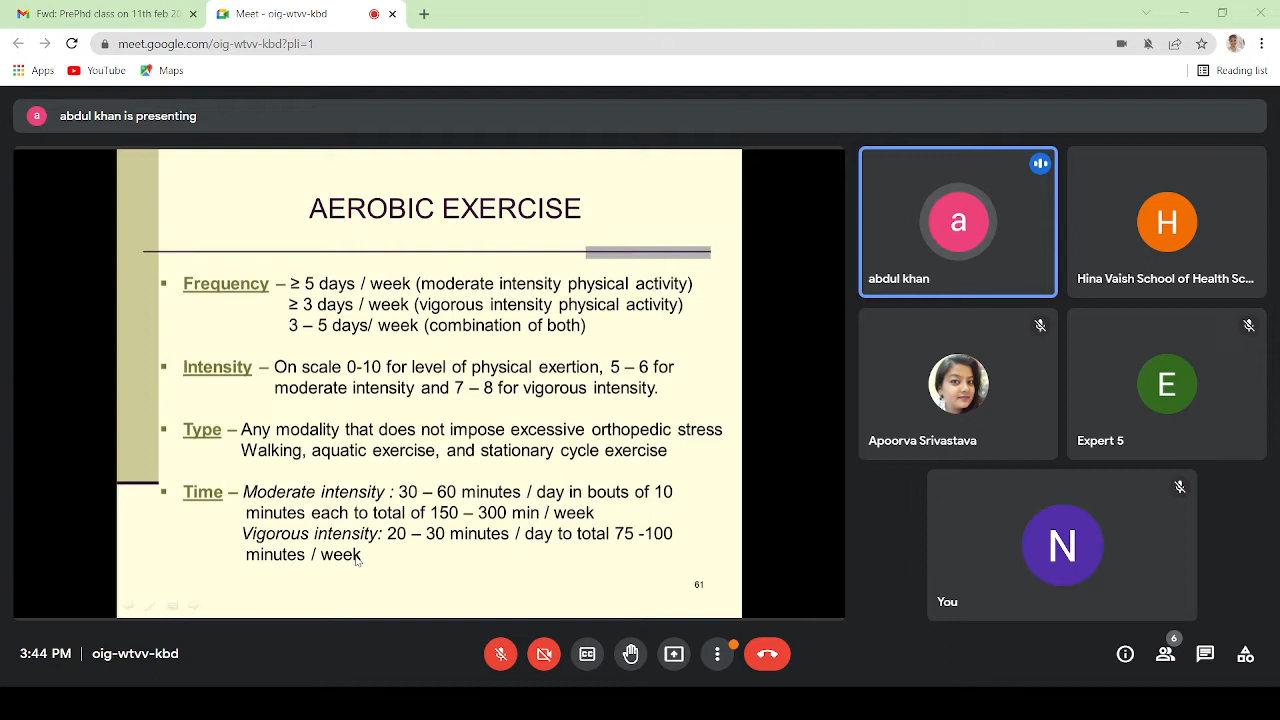 Fwd: PrePhd class on 11th feb 20
Meet - oig-wtvv-kbd
meet.google.com/oig-wtvv-kbd?pli=1
Apps
YouTube
Maps
Reading list
a
abdul khan is presenting
AEROBIC EXERCISE
Frequency – ≥ 5 days / week (moderate intensity physical activity)
≥ 3 days / week (vigorous intensity physical activity)
3 – 5 days/ week (combination of both)
Intensity – On scale 0-10 for level of physical exertion, 5 – 6 for
moderate intensity and 7 – 8 for vigorous intensity.
Type – Any modality that does not impose excessive orthopedic stress
Walking, aquatic exercise, and stationary cycle exercise
Time – Moderate intensity : 30 – 60 minutes / day in bouts of 10
minutes each to total of 150 – 300 min / week
Vigorous intensity: 20 – 30 minutes / day to total 75 -100
minutes / week
61
a
abdul khan
H
Hina Vaish School of Health Sc...
Apoorva Srivastava
E
Expert 5
N
You
3:44 PM | oig-wtvv-kbd
CC
6